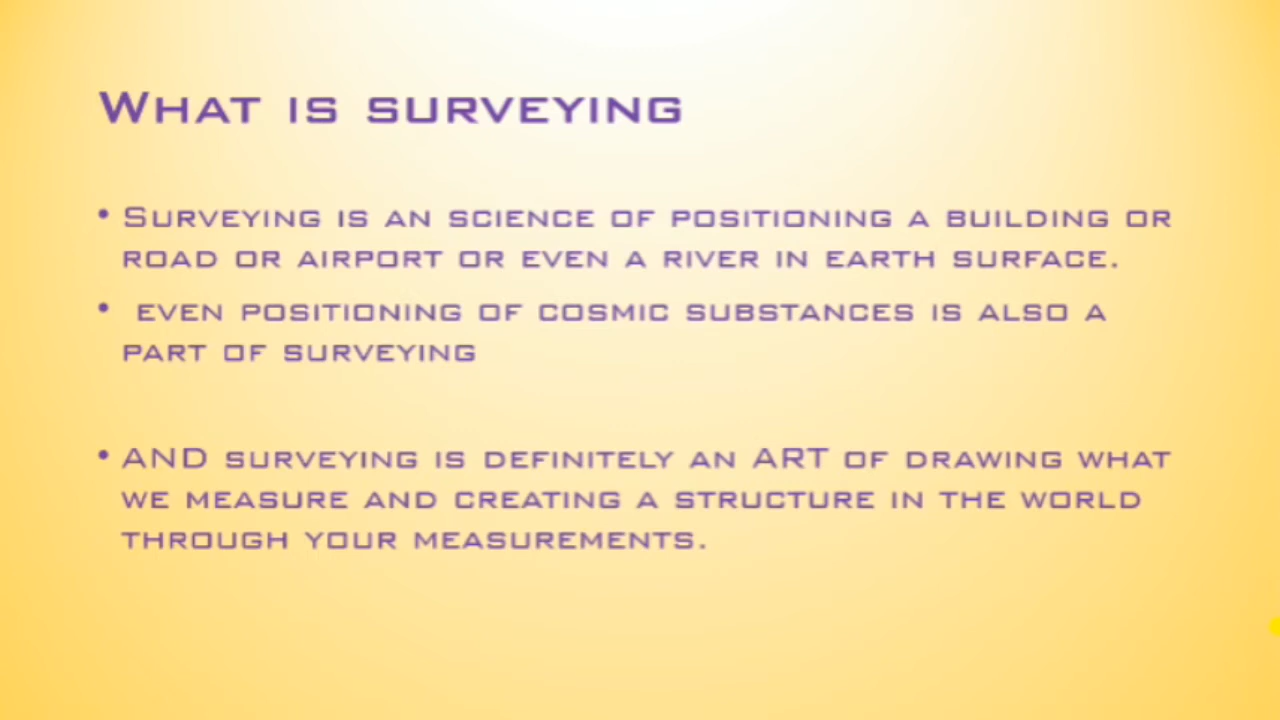 What is surveying
• Surveying is an science of positioning a building or
road or airport or even a river in earth surface.
• even positioning of cosmic substances is also a
part of surveying
• AND surveying is definitely an ART of drawing what
we measure and creating a structure in the world
through your measurements.